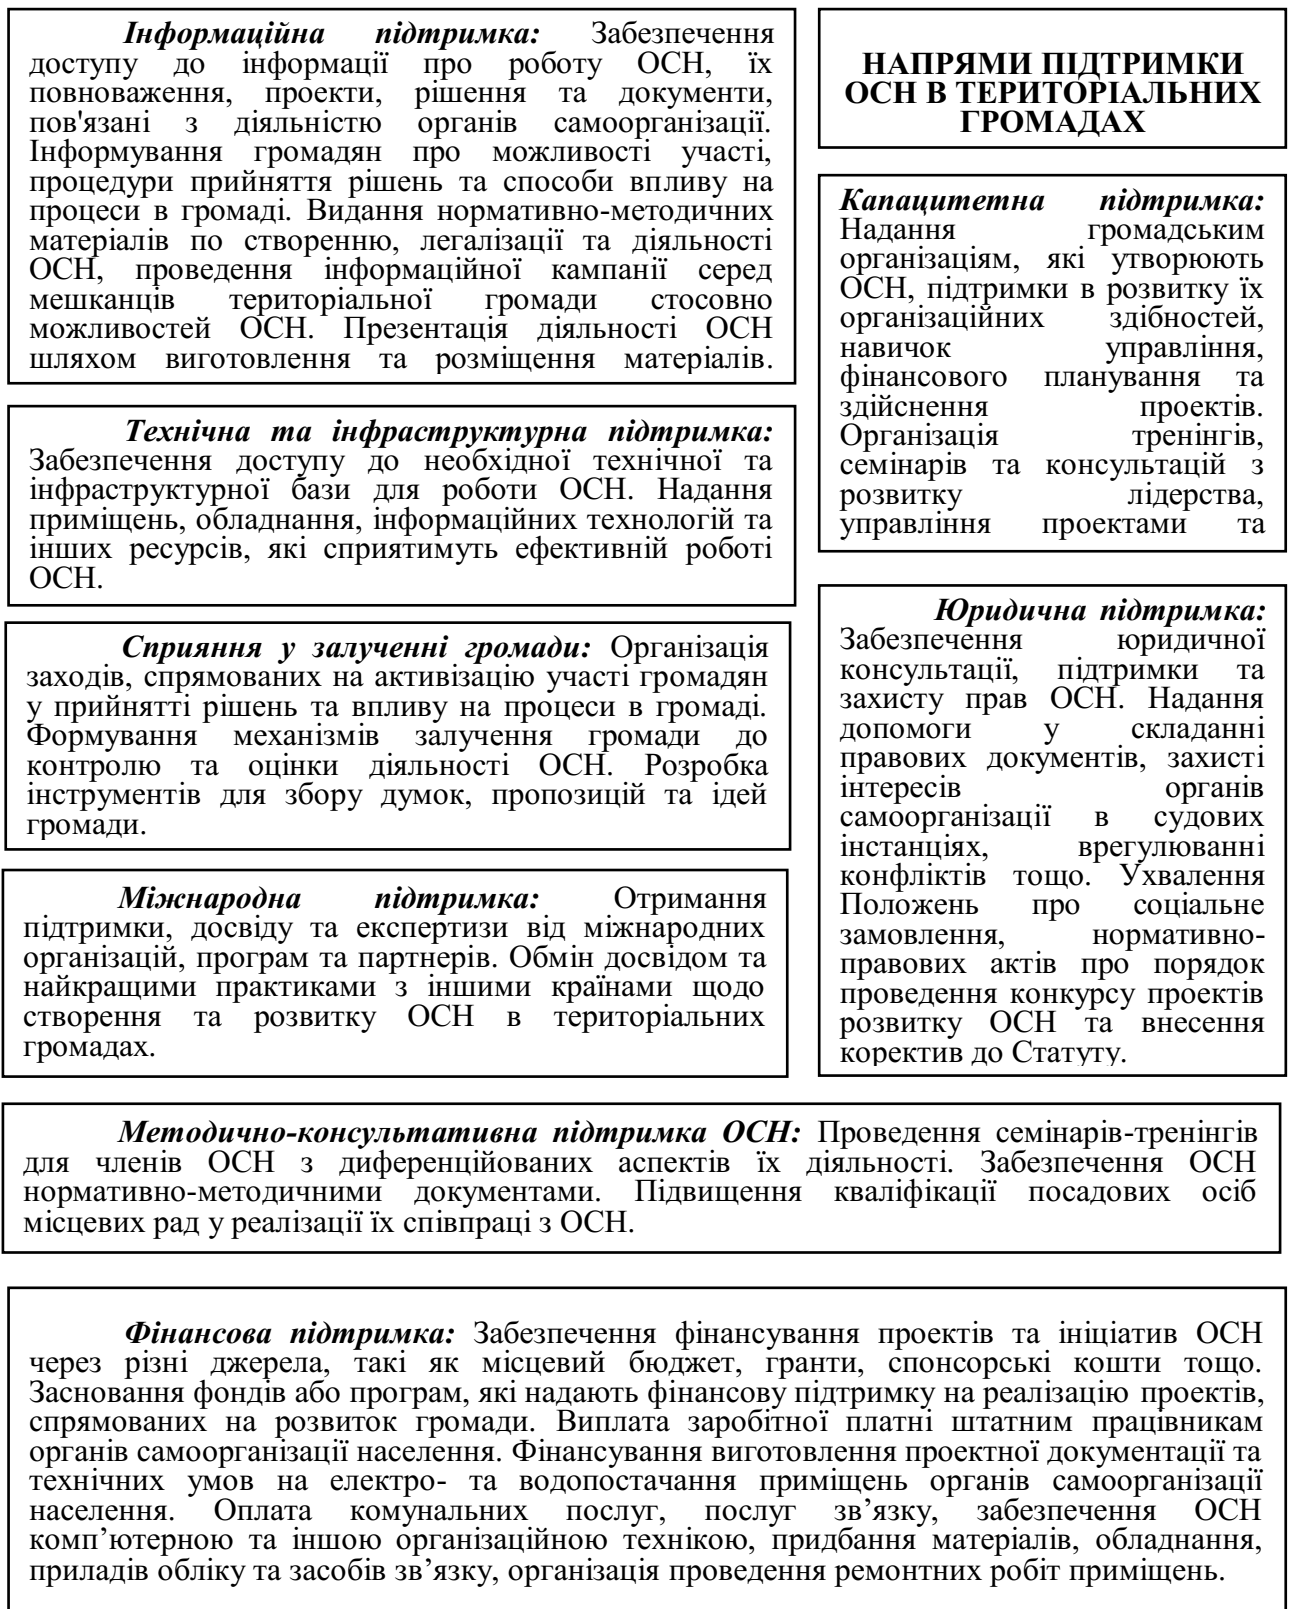 НАПРЯМИ ПІДТРИМКИ
ОСН В ТЕРИТОРІАЛЬНИХ
ГРОМАДАХ
Інформаційна підтримка: Забезпечення
доступу до інформації про роботу ОСН, їх
повноваження, проекти, рішення та документи,
пов'язані з діяльністю органів самоорганізації.
Інформування громадян про можливості участі,
процедури прийняття рішень та способи впливу на
процеси в громаді. Видання нормативно-методичних
матеріалів по створенню, легалізації та діяльності
ОСН, проведення інформаційної кампанії серед
мешканців територіальної громади стосовно
можливостей ОСН. Презентація діяльності ОСН
шляхом виготовлення та розміщення матеріалів.
Капацитетна підтримка:
Надання громадським
організаціям, які утворюють
ОСН, підтримки в розвитку їх
організаційних здібностей,
навичок управління,
фінансового планування та
здійснення проектів.
Організація тренінгів,
семінарів та консультацій з
розвитку лідерства,
управління проектами та
Технічна та інфраструктурна підтримка:
Забезпечення доступу до необхідної технічної та
інфраструктурної бази для роботи ОСН. Надання
приміщень, обладнання, інформаційних технологій та
інших ресурсів, які сприятимуть ефективній роботі
ОСН.
Юридична підтримка:
Забезпечення юридичної
консультації, підтримки та
захисту прав ОСН. Надання
допомоги у складанні
правових документів, захисті
інтересів органів
самоорганізації в судових
інстанціях, врегулюванні
конфліктів тощо. Ухвалення
Положень про соціальне
замовлення, нормативно-
правових актів про порядок
проведення конкурсу проектів
розвитку ОСН та внесення
коректив до Статуту.
Сприяння у залученні громади: Організація
заходів, спрямованих на активізацію участі громадян
у прийнятті рішень та впливу на процеси в громаді.
Формування механізмів залучення громади до
контролю та оцінки діяльності ОСН. Розробка
інструментів для збору думок, пропозицій та ідей
громади.
Міжнародна підтримка: Отримання
підтримки, досвіду та експертизи від міжнародних
організацій, програм та партнерів. Обмін досвідом та
найкращими практиками з іншими країнами щодо
створення та розвитку ОСН в територіальних
громадах.
Методично-консультативна підтримка ОСН: Проведення семінарів-тренінгів
для членів ОСН з диференційованих аспектів їх діяльності. Забезпечення ОСН
нормативно-методичними документами. Підвищення кваліфікації посадових осіб
місцевих рад у реалізації їх співпраці з ОСН.
Фінансова підтримка: Забезпечення фінансування проектів та ініціатив ОСН
через різні джерела, такі як місцевий бюджет, гранти, спонсорські кошти тощо.
Заснування фондів або програм, які надають фінансову підтримку на реалізацію проектів,
спрямованих на розвиток громади. Виплата заробітної платні штатним працівникам
органів самоорганізації населення. Фінансування виготовлення проектної документації та
технічних умов на електро- та водопостачання приміщень органів самоорганізації
населення. Оплата комунальних послуг, послуг зв’язку, забезпечення ОСН
комп’ютерною та іншою організаційною технікою, придбання матеріалів, обладнання,
приладів обліку та засобів зв’язку, організація проведення ремонтних робіт приміщень.